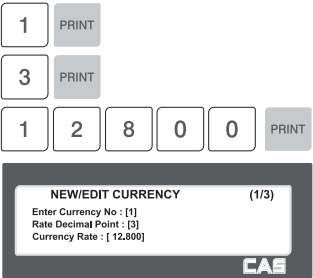 1 PRINT
3 PRINT
1 2 8 0 0 PRINT
NEW/EDIT CURRENCY (1/3)
Enter Currency No : [1]
Rate Decimal Point : [3]
Currency Rate : [ 12.800]
CAS